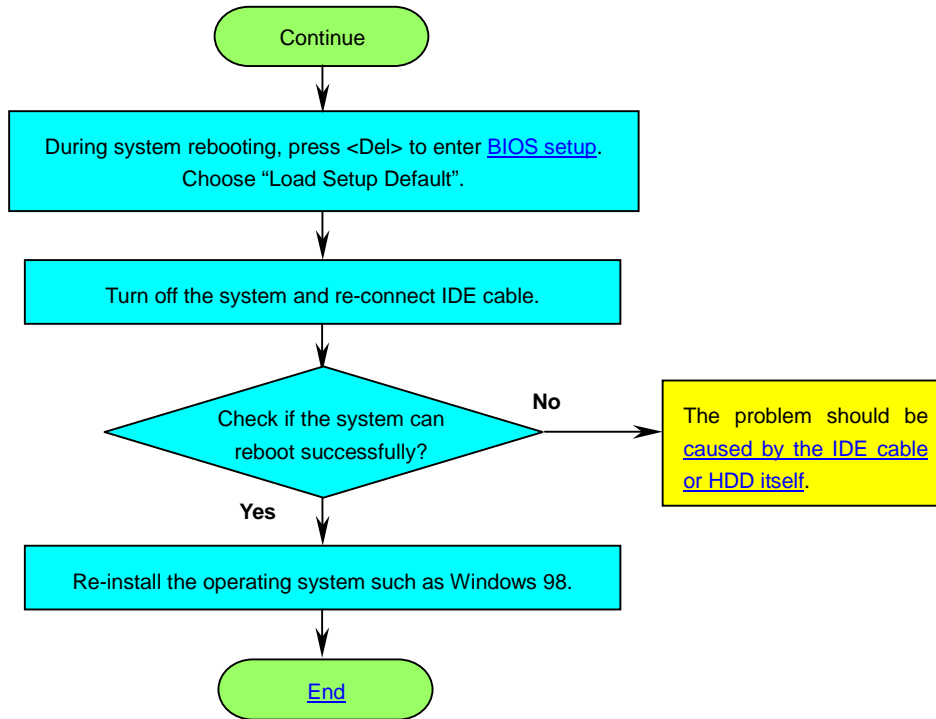 Continue
During system rebooting, press <Del> to enter BIOS setup.
Choose “Load Setup Default”.
Turn off the system and re-connect IDE cable.
Check if the system can
reboot successfully?
No
The problem should be
caused by the IDE cable
or HDD itself.
Yes
Re-install the operating system such as Windows 98.
End